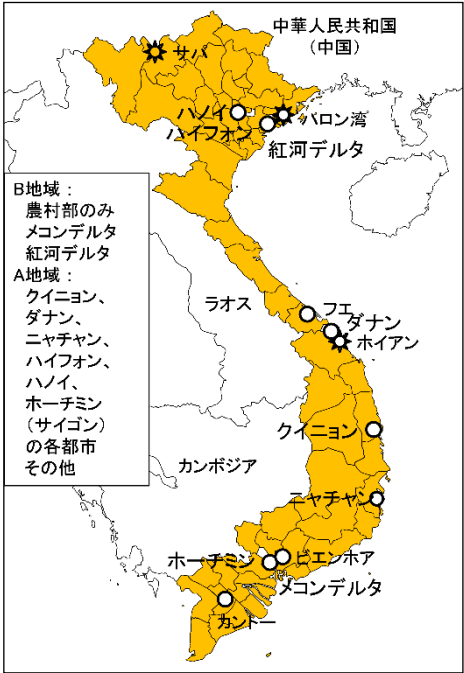 中華人民共和国
(中国)
サパ
ハノイ
ハイフォン
バロン湾
紅河デルタ
B地域：
農村部のみ
メコンデルタ
紅河デルタ
A地域：
クイニョン、
ダナン、
ニャチャン、
ハイフォン、
ハノイ、
ホーチミン
(サイゴン)
の各都市
その他
ラオス
フエ
ダナン
ホイアン
クイニョン
カンボジア
ニャチャン
ホーチミン
ビエンホア
メコンデルタ
カントー